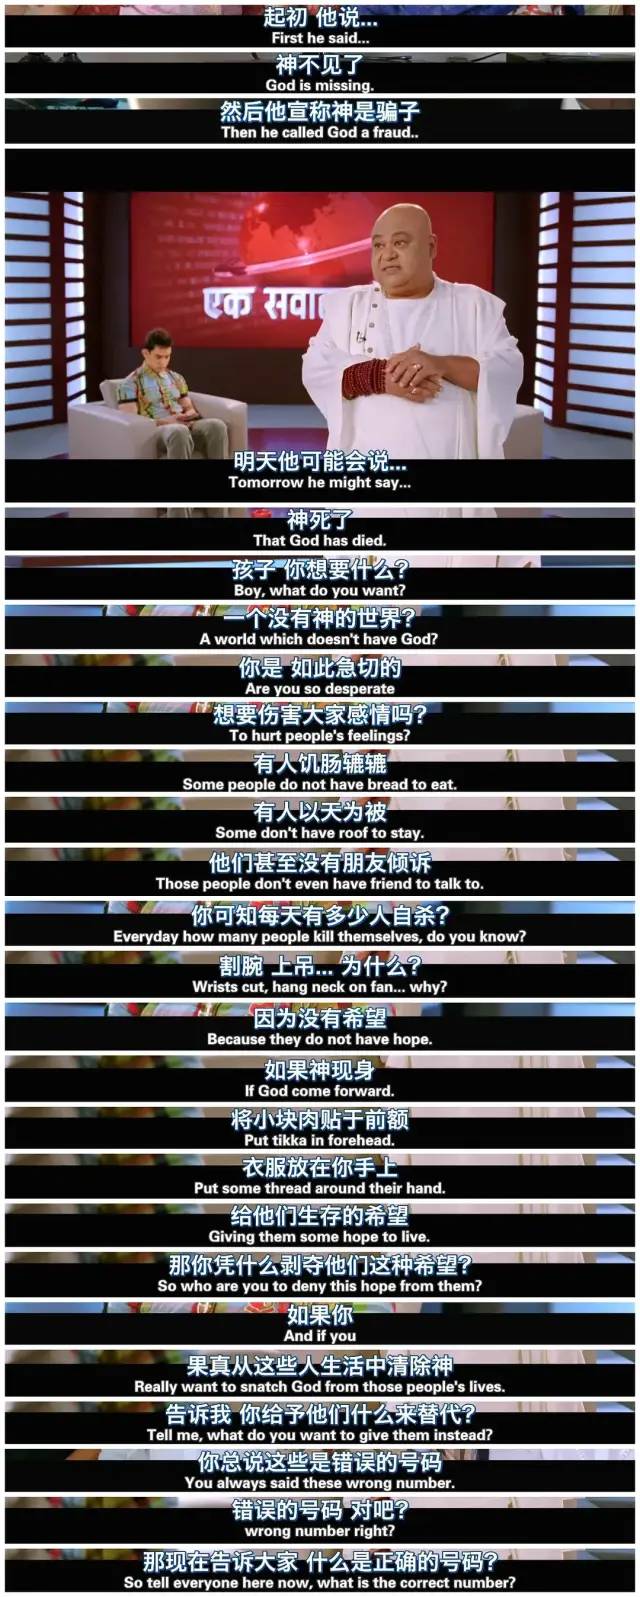 起初 他说...
First he said...
神不见了
God is missing.
然后他宣称神是骗子
Then he called God a fraud..
एक सवा
明天他可能会说...
Tomorrow he might say...
神死了
That God has died.
孩子 你想要什么?
Boy, what do you want?
一个没有神的世界?
A world which doesn't have God?
你是 如此急切的
Are you so desperate
想要伤害大家感情吗?
To hurt people's feelings?
有人饥肠辘辘
Some people do not have bread to eat.
有人以天为被
Some don't have roof to stay.
他们甚至没有朋友倾诉
Those people don't even have friend to talk to.
你可知每天有多少人自杀?
Everyday how many people kill themselves, do you know?
割腕 上吊... 为什么?
Wrists cut, hang neck on fan... why?
因为没有希望
Because they do not have hope.
如果神现身
If God come forward.
将小块肉贴于前额
Put tikka in forehead.
衣服放在你手上
Put some thread around their hand.
给他们生存的希望
Giving them some hope to live.
那你凭什么剥夺他们这种希望?
So who are you to deny this hope from them?
如果你
And if you
果真从这些人生活中清除神
Really want to snatch God from those people's lives.
告诉我 你给予他们什么来替代?
Tell me, what do you want to give them instead?
你总说这些是错误的号码
You always said these wrong number.
错误的号码 对吧?
wrong number right?
那现在告诉大家 什么是正确的号码?
So tell everyone here now, what is the correct number?